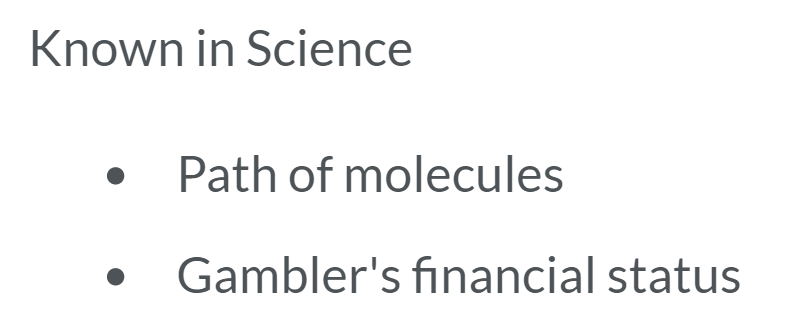 Known in Science
• Path of molecules
• Gambler's financial status